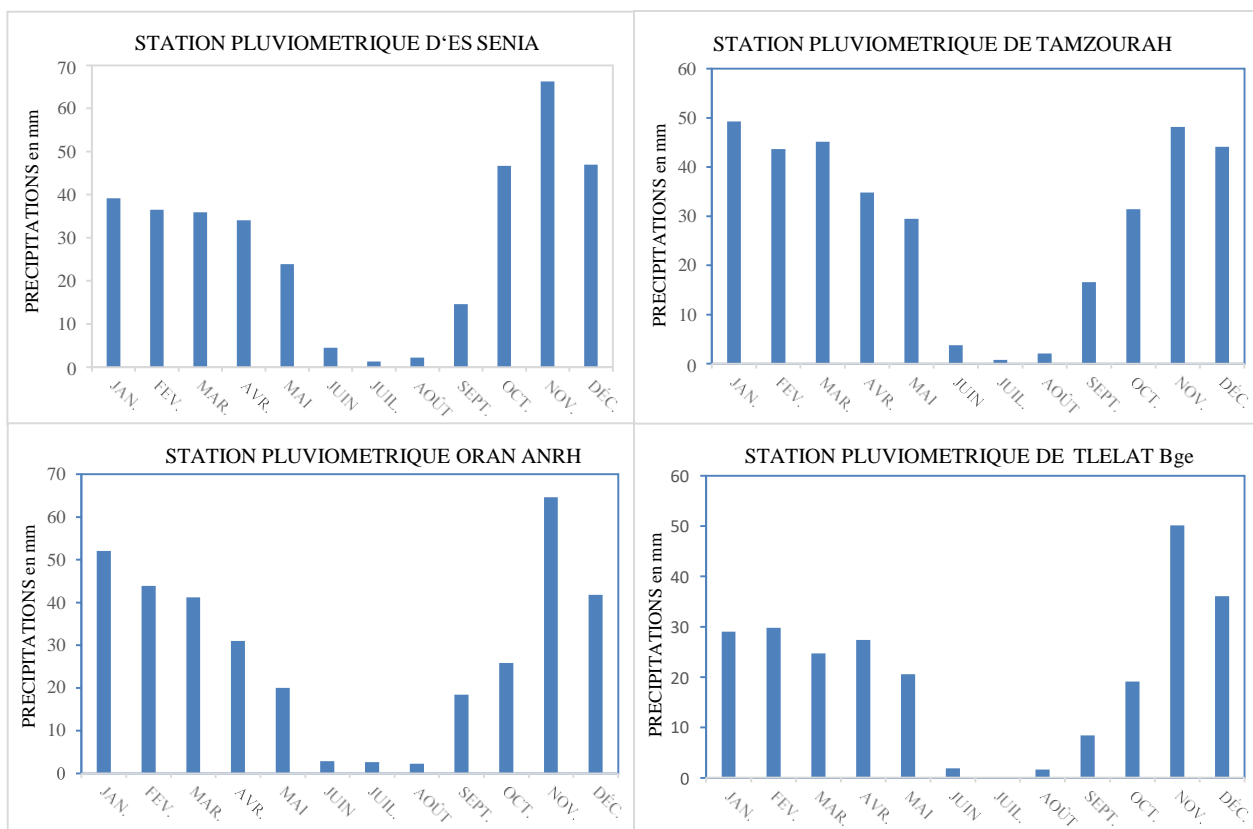 STATION PLUVIOMETRIQUE D‘ES SENIA
PRECIPITATIONS en mm
70
60
50
40
30
20
10
0
JAN.
FEV.
MAR.
AVR.
MAI
JUIN
JUIL.
AOÛT
SEPT.
OCT.
NOV.
DÉC.
STATION PLUVIOMETRIQUE DE TAMZOURAH
PRECIPITATIONS en mm
60
50
40
30
20
10
0
JAN.
FEV.
MAR.
AVR.
MAI
JUIN
JUIL.
AOÛT
SEPT.
OCT.
NOV.
DÉC.
STATION PLUVIOMETRIQUE ORAN ANRH
PRECIPITATIONS en mm
70
60
50
40
30
20
10
0
JAN.
FEV.
MAR.
AVR.
MAI
JUIN
JUIL.
AOÛT
SEPT.
OCT.
NOV.
DÉC.
STATION PLUVIOMETRIQUE DE TLELAT Bge
PRECIPITATIONS en mm
60
50
40
30
20
10
0
JAN.
FEV.
MAR.
AVR.
MAI
JUIN
JUIL.
AOÛT
SEPT.
OCT.
NOV.
DÉC.